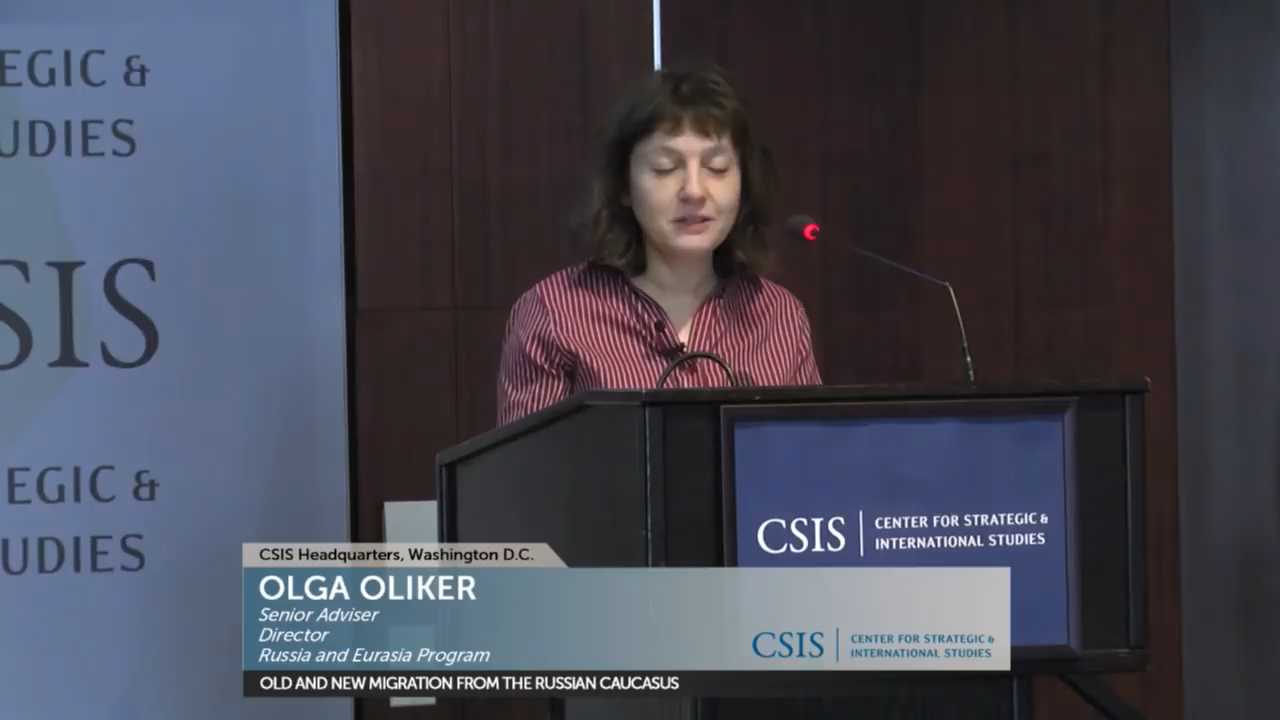 EGIC &
UDIES
SIS
EGIC &
UDIES
CSIS
CENTER FOR STRATEGIC &
INTERNATIONAL STUDIES
CSIS Headquarters, Washington D.C.
OLGA OLIKER
Senior Adviser
Director
Russia and Eurasia Program
CSIS
CENTER FOR STRATEGIC &
INTERNATIONAL STUDIES
OLD AND NEW MIGRATION FROM THE RUSSIAN CAUCASUS